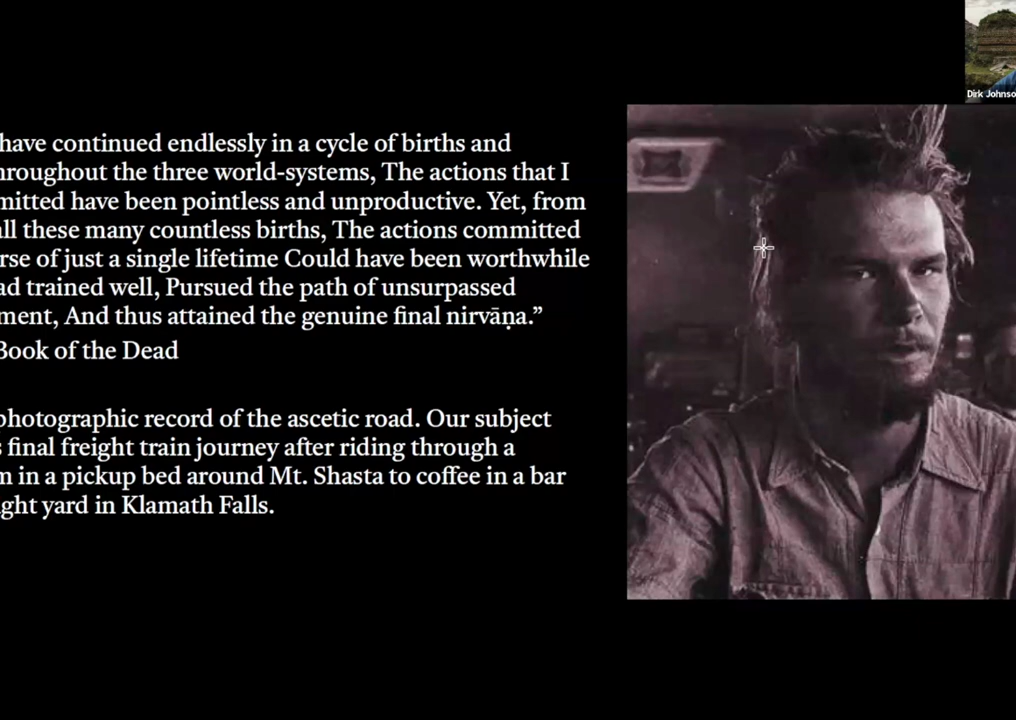 have continued endlessly in a cycle of births and
hroughout the three world-systems, The actions that I
mitted have been pointless and unproductive. Yet, from
all these many countless births, The actions committed
rse of just a single lifetime Could have been worthwhile
ad trained well, Pursued the path of unsurpassed
ment, And thus attained the genuine final nirvāṇa.”
Book of the Dead
photographic record of the ascetic road. Our subject
s final freight train journey after riding through a
m in a pickup bed around Mt. Shasta to coffee in a bar
ght yard in Klamath Falls.
Dirk Johnso